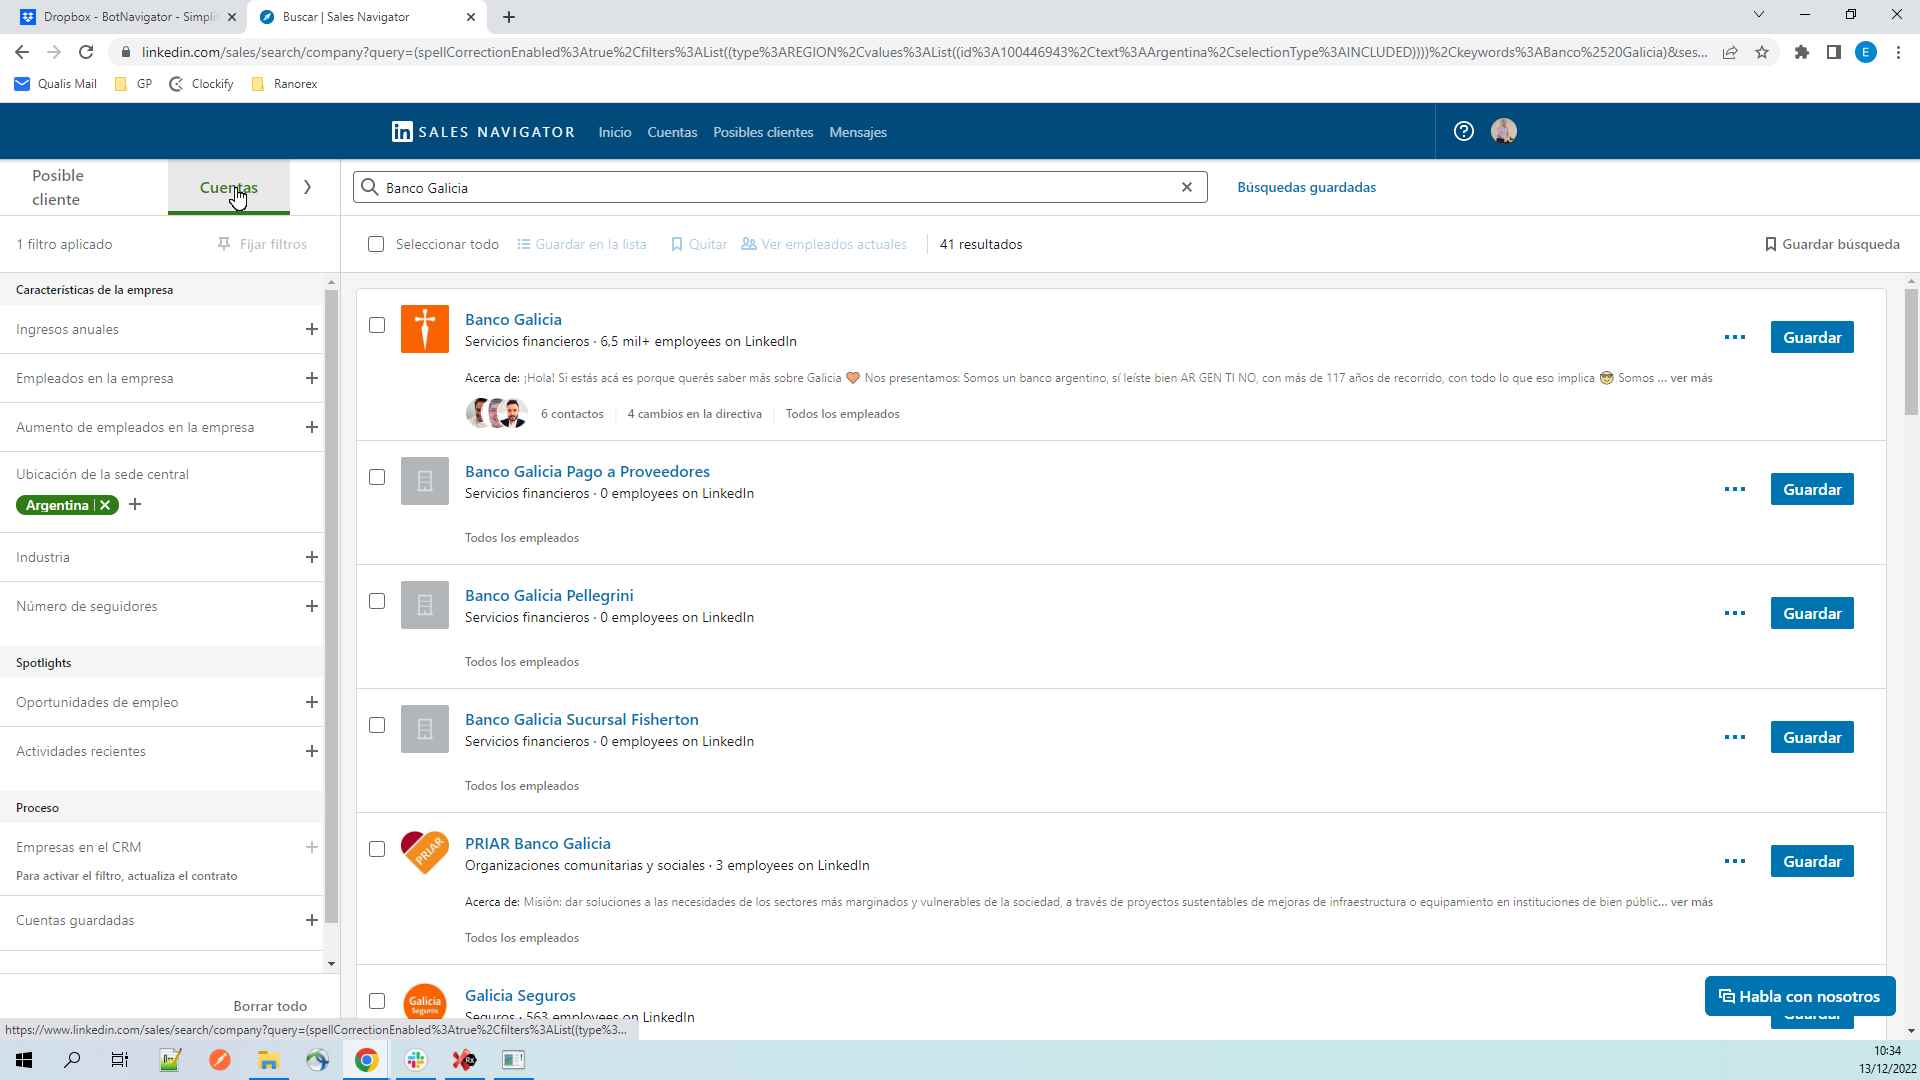 Dropbox - BotNavigator - Simpli
Buscar | Sales Navigator
linkedin.com/sales/search/company?query=(spellCorrectionEnabled%3Atrue%2Cfilters%3AList((type%3AREGION%2Cvalues%3AList((id%3A100446943%2Ctext%3AArgentina%2CselectionType%3AINCLUDED))))%2Ckeywords%3ABanco%2520Galicia)&ses...
E
Qualis Mail
GP
Clockify
Ranorex
in SALES NAVIGATOR
Inicio
Cuentas
Posibles clientes
Mensajes
Posible cliente
Cuentas
Banco Galicia
Búsquedas guardadas
1 filtro aplicado
Fijar filtros
Seleccionar todo
Guardar en la lista
Quitar
Ver empleados actuales
41 resultados
Guardar búsqueda
Características de la empresa
Ingresos anuales
Empleados en la empresa
Aumento de empleados en la empresa
Ubicación de la sede central
Argentina
Industria
Número de seguidores
Spotlights
Oportunidades de empleo
Actividades recientes
Proceso
Empresas en el CRM
Para activar el filtro, actualiza el contrato
Cuentas guardadas
Borrar todo
Banco Galicia
Servicios financieros · 6,5 mil+ employees on LinkedIn
Guardar
Acerca de: ¡Hola! Si estás acá es porque querés saber más sobre Galicia 🧡 Nos presentamos: Somos un banco argentino, sí leíste bien AR GEN TI NO, con más de 117 años de recorrido, con todo lo que eso implica 😎 Somos ... ver más
6 contactos
4 cambios en la directiva
Todos los empleados
Banco Galicia Pago a Proveedores
Servicios financieros · 0 employees on LinkedIn
Guardar
Todos los empleados
Banco Galicia Pellegrini
Servicios financieros · 0 employees on LinkedIn
Guardar
Todos los empleados
Banco Galicia Sucursal Fisherton
Servicios financieros · 0 employees on LinkedIn
Guardar
Todos los empleados
PRIAR
PRIAR Banco Galicia
Organizaciones comunitarias y sociales · 3 employees on LinkedIn
Guardar
Acerca de: Misión: dar soluciones a las necesidades de los sectores más marginados y vulnerables de la sociedad, a través de proyectos sustentables de mejoras de infraestructura o equipamiento en instituciones de bien públic... ver más
Todos los empleados
Galicia Seguros
Galicia Seguros
Seguros · 563 employees on LinkedIn
Habla con nosotros
Guardar
https://www.linkedin.com/sales/search/company?query=(spellCorrectionEnabled%3Atrue%2Cfilters%3AList((type%3...
10:34
13/12/2022